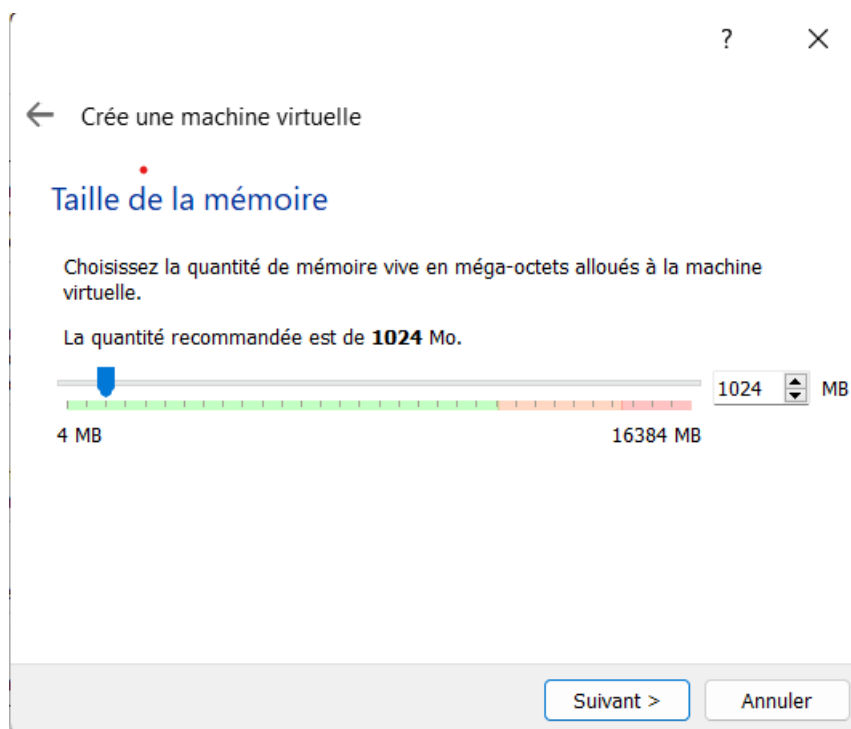 ?
Crée une machine virtuelle
Taille de la mémoire
Choisissez la quantité de mémoire vive en méga-octets alloués à la machine
virtuelle.
La quantité recommandée est de 1024 Mo.
1024 MB
4 MB 16384 MB
Suivant > Annuler